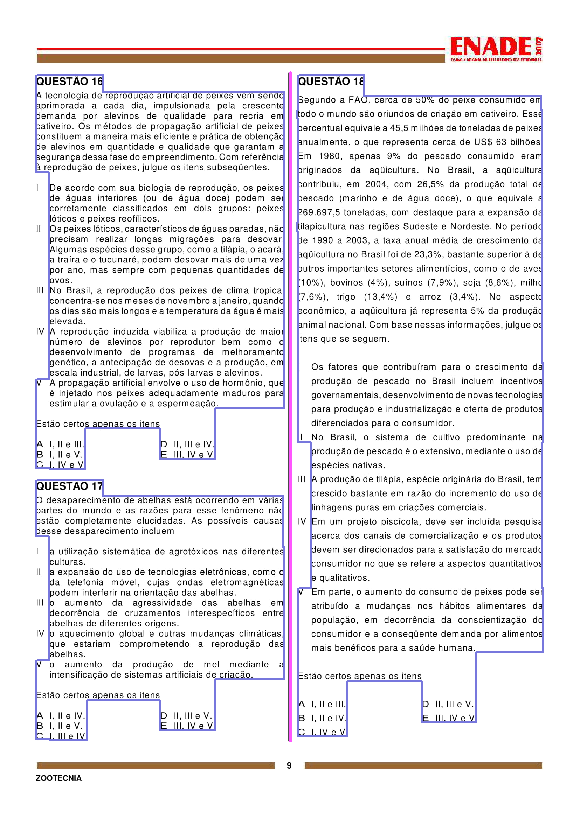 ENADE 2007
EXAME NACIONAL DE DESEMPENHO DOS ESTUDANTES
QUESTÃO 16
A tecnologia de reprodução artificial de peixes vem sendo
aprimorada a cada dia, impulsionada pela crescente
demanda por alevinos de qualidade para recria em
cativeiro. Os métodos de propagação artificial de peixes
constituem a maneira mais eficiente e prática de obtenção
de alevinos em quantidade e qualidade que garantam a
segurança dessa fase do empreendimento. Com referência
à reprodução de peixes, julgue os itens subseqüentes.
I De acordo com sua biologia de reprodução, os peixes
de águas interiores (ou de água doce) podem ser
corretamente classificados em dois grupos: peixes
lóticos e peixes reofílicos.
II Os peixes lóticos, característicos de águas paradas, não
precisam realizar longas migrações para desovar.
Algumas espécies desse grupo, como a tilápia, o acará,
a traíra e o tucunaré, podem desovar mais de uma vez
por ano, mas sempre com pequenas quantidades de
ovos.
III No Brasil, a reprodução dos peixes de clima tropical
concentra-se nos meses de novembro a janeiro, quando
os dias são mais longos e a temperatura da água é mais
elevada.
IV A reprodução induzida viabiliza a produção de maior
número de alevinos por reprodutor bem como o
desenvolvimento de programas de melhoramento
genético, a antecipação de desovas e a produção, em
escala industrial, de larvas, pós larvas e alevinos.
V A propagação artificial envolve o uso de hormônio, que
é injetado nos peixes adequadamente maduros para
estimular a ovulação e a espermeação.
Estão certos apenas os itens
A I, II e III.
B I, II e V.
C I, IV e V.
D II, III e IV.
E III, IV e V.
QUESTÃO 17
O desaparecimento de abelhas está ocorrendo em várias
partes do mundo e as razões para esse fenômeno não
estão completamente elucidadas. As possíveis causas
desse desaparecimento incluem
I a utilização sistemática de agrotóxicos nas diferentes
culturas.
II a expansão do uso de tecnologias eletrônicas, como o
da telefonia móvel, cujas ondas eletromagnéticas
podem interferir na orientação das abelhas.
III o aumento da agressividade das abelhas em
decorrência de cruzamentos interespecíficos entre
abelhas de diferentes origens.
IV o aquecimento global e outras mudanças climáticas,
que estariam comprometendo a reprodução das
abelhas.
V o aumento da produção de mel mediante a
intensificação de sistemas artificiais de criação.
Estão certos apenas os itens
A I, II e IV.
B I, II e V.
C I, III e IV.
D II, III e V.
E III, IV e V.
QUESTÃO 18
Segundo a FAO, cerca de 50% do peixe consumido em
todo o mundo são oriundos de criação em cativeiro. Esse
percentual equivale a 45,5 milhões de toneladas de peixes
anualmente, o que representa cerca de US$ 63 bilhões.
Em 1980, apenas 9% do pescado consumido eram
originados da aqüicultura. No Brasil, a aqüicultura
contribuiu, em 2004, com 26,5% da produção total de
pescado (marinho e de água doce), o que equivale a
269.697,5 toneladas, com destaque para a expansão da
tilapicultura nas regiões Sudeste e Nordeste. No período
de 1990 a 2003, a taxa anual média de crescimento da
aqüicultura no Brasil foi de 23,3%, bastante superior à de
outros importantes setores alimentícios, como o de aves
(10%), bovinos (4%), suínos (7,9%), soja (8,6%), milho
(7,6%), trigo (13,4%) e arroz (3,4%). No aspecto
econômico, a aqüicultura já representa 5% da produção
animal nacional. Com base nessas informações, julgue os
itens que se seguem.
Os fatores que contribuíram para o crescimento da
produção de pescado no Brasil incluem incentivos
governamentais, desenvolvimento de novas tecnologias
para produção e industrialização e oferta de produtos
diferenciados para o consumidor.
II No Brasil, o sistema de cultivo predominante na
produção de pescado é o extensivo, mediante o uso de
espécies nativas.
III A produção de tilápia, espécie originária do Brasil, tem
crescido bastante em razão do incremento do uso de
linhagens puras em criações comerciais.
IV Em um projeto piscícola, deve ser incluída pesquisa
acerca dos canais de comercialização e os produtos
devem ser direcionados para a satisfação do mercado
consumidor no que se refere a aspectos quantitativos
e qualitativos.
V Em parte, o aumento do consumo de peixes pode ser
atribuído a mudanças nos hábitos alimentares da
população, em decorrência da conscientização do
consumidor e a conseqüente demanda por alimentos
mais benéficos para a saúde humana.
Estão certos apenas os itens
A I, II e III.
B I, II e IV.
C I, IV e V.
D II, III e V.
E III, IV e V.
9
ZOOTECNIA